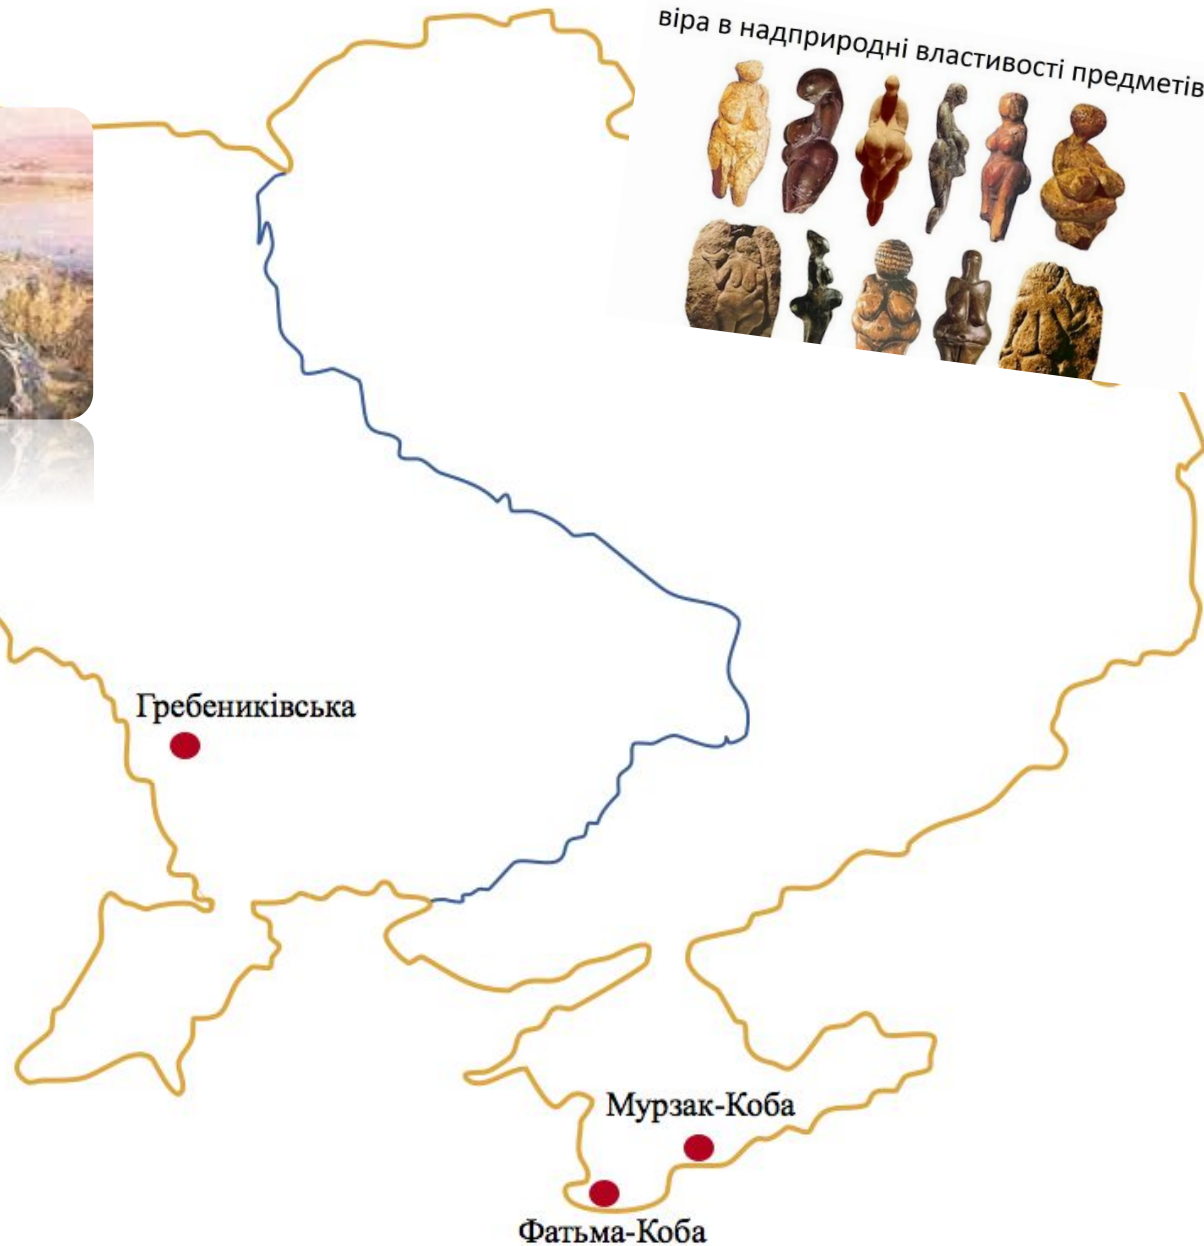 віра в надприродні властивості предметів
Гребениківська
Мурзак-Коба
Фатьма-Коба